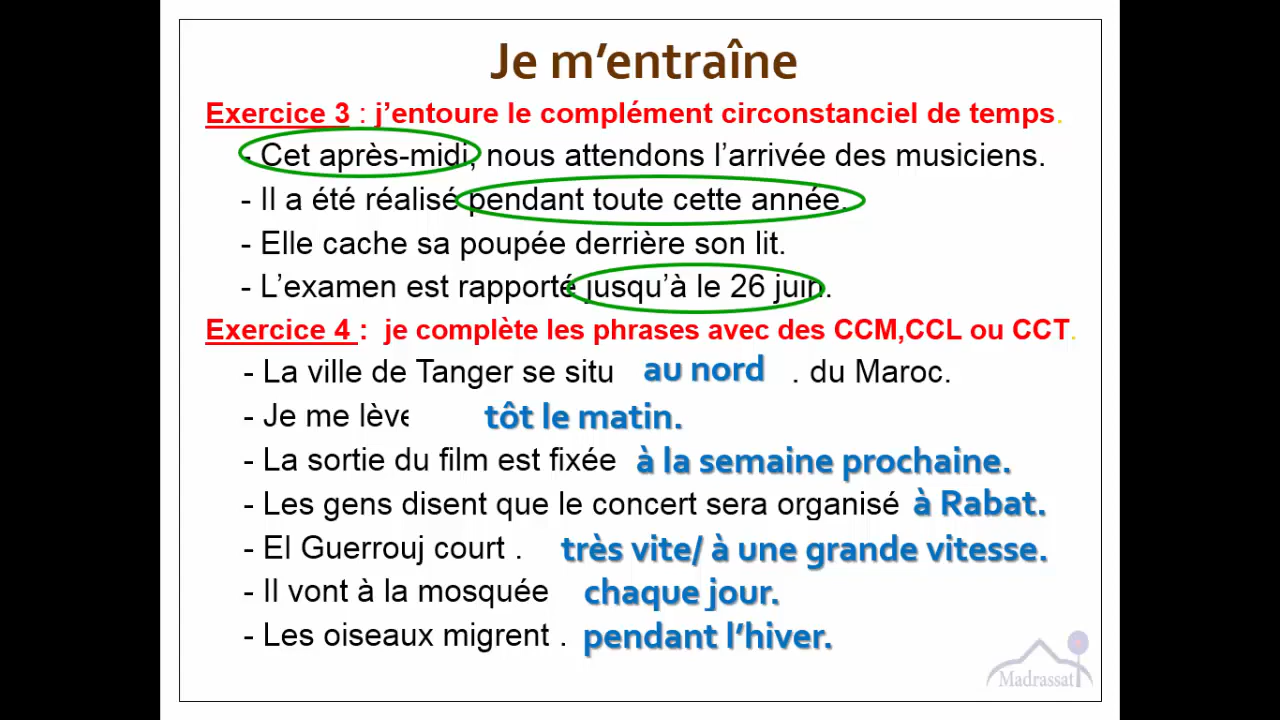 Je m'entraîne
Exercice 3 : j'entoure le complément circonstanciel de temps.
- Cet après-midi, nous attendons l'arrivée des musiciens.
- Il a été réalisé pendant toute cette année.
- Elle cache sa poupée derrière son lit.
- L'examen est rapporté jusqu'à le 26 juin.
Exercice 4 : je complète les phrases avec des CCM,CCL ou CCT.
- La ville de Tanger se situ au nord . du Maroc.
- Je me lève tôt le matin.
- La sortie du film est fixée à la semaine prochaine.
- Les gens disent que le concert sera organisé à Rabat.
- El Guerrouj court . très vite/ à une grande vitesse.
- Il vont à la mosquée chaque jour.
- Les oiseaux migrent . pendant l'hiver.
Madrassati